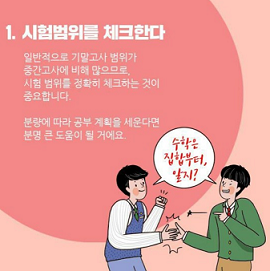 1. 시험범위를 체크한다
일반적으로 기말고사 범위가
중간고사에 비해 많으므로,
시험 범위를 정확히 체크하는 것이
중요합니다.
분량에 따라 공부 계획을 세운다면
분명 큰 도움이 될 거에요.
수학은
집합부터,
알지?